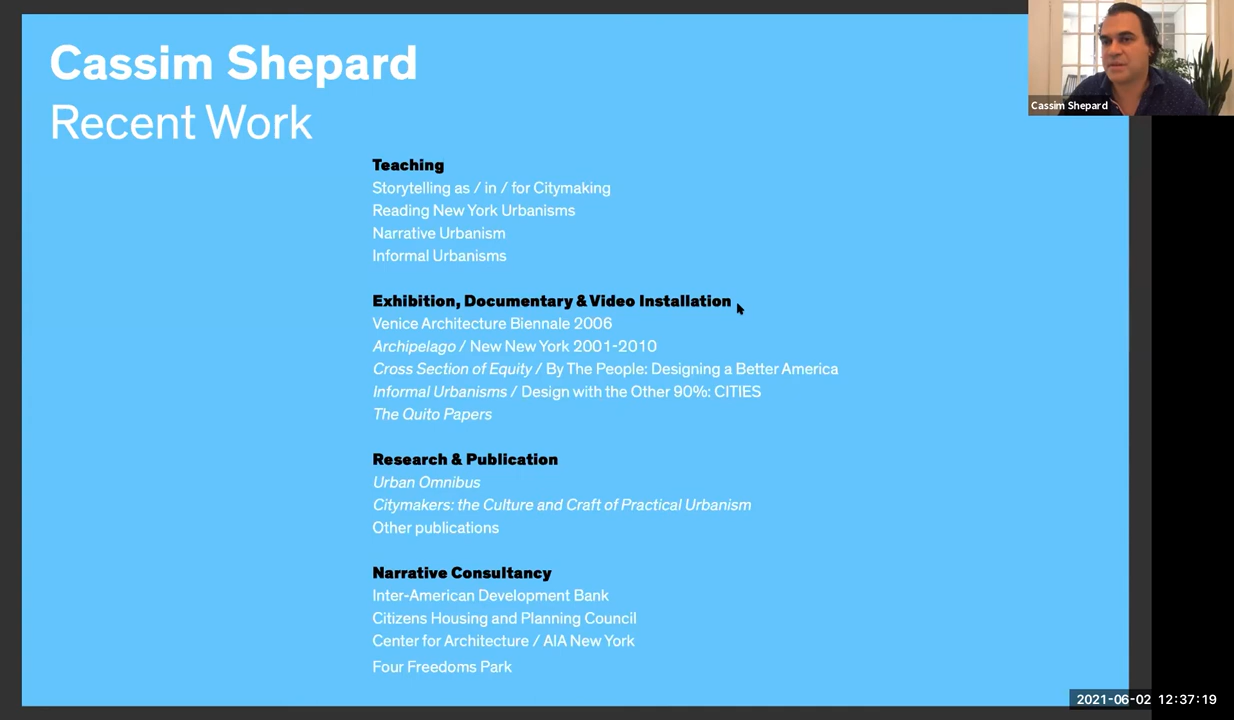 Cassim Shepard
Recent Work
Cassim Shepard
Teaching
Storytelling as / in / for Citymaking
Reading New York Urbanisms
Narrative Urbanism
Informal Urbanisms
Exhibition, Documentary & Video Installation
Venice Architecture Biennale 2006
Archipelago / New New York 2001-2010
Cross Section of Equity / By The People: Designing a Better America
Informal Urbanisms / Design with the Other 90%: CITIES
The Quito Papers
Research & Publication
Urban Omnibus
Citymakers: the Culture and Craft of Practical Urbanism
Other publications
Narrative Consultancy
Inter-American Development Bank
Citizens Housing and Planning Council
Center for Architecture / AIA New York
Four Freedoms Park
2021-06-02 12:37:19